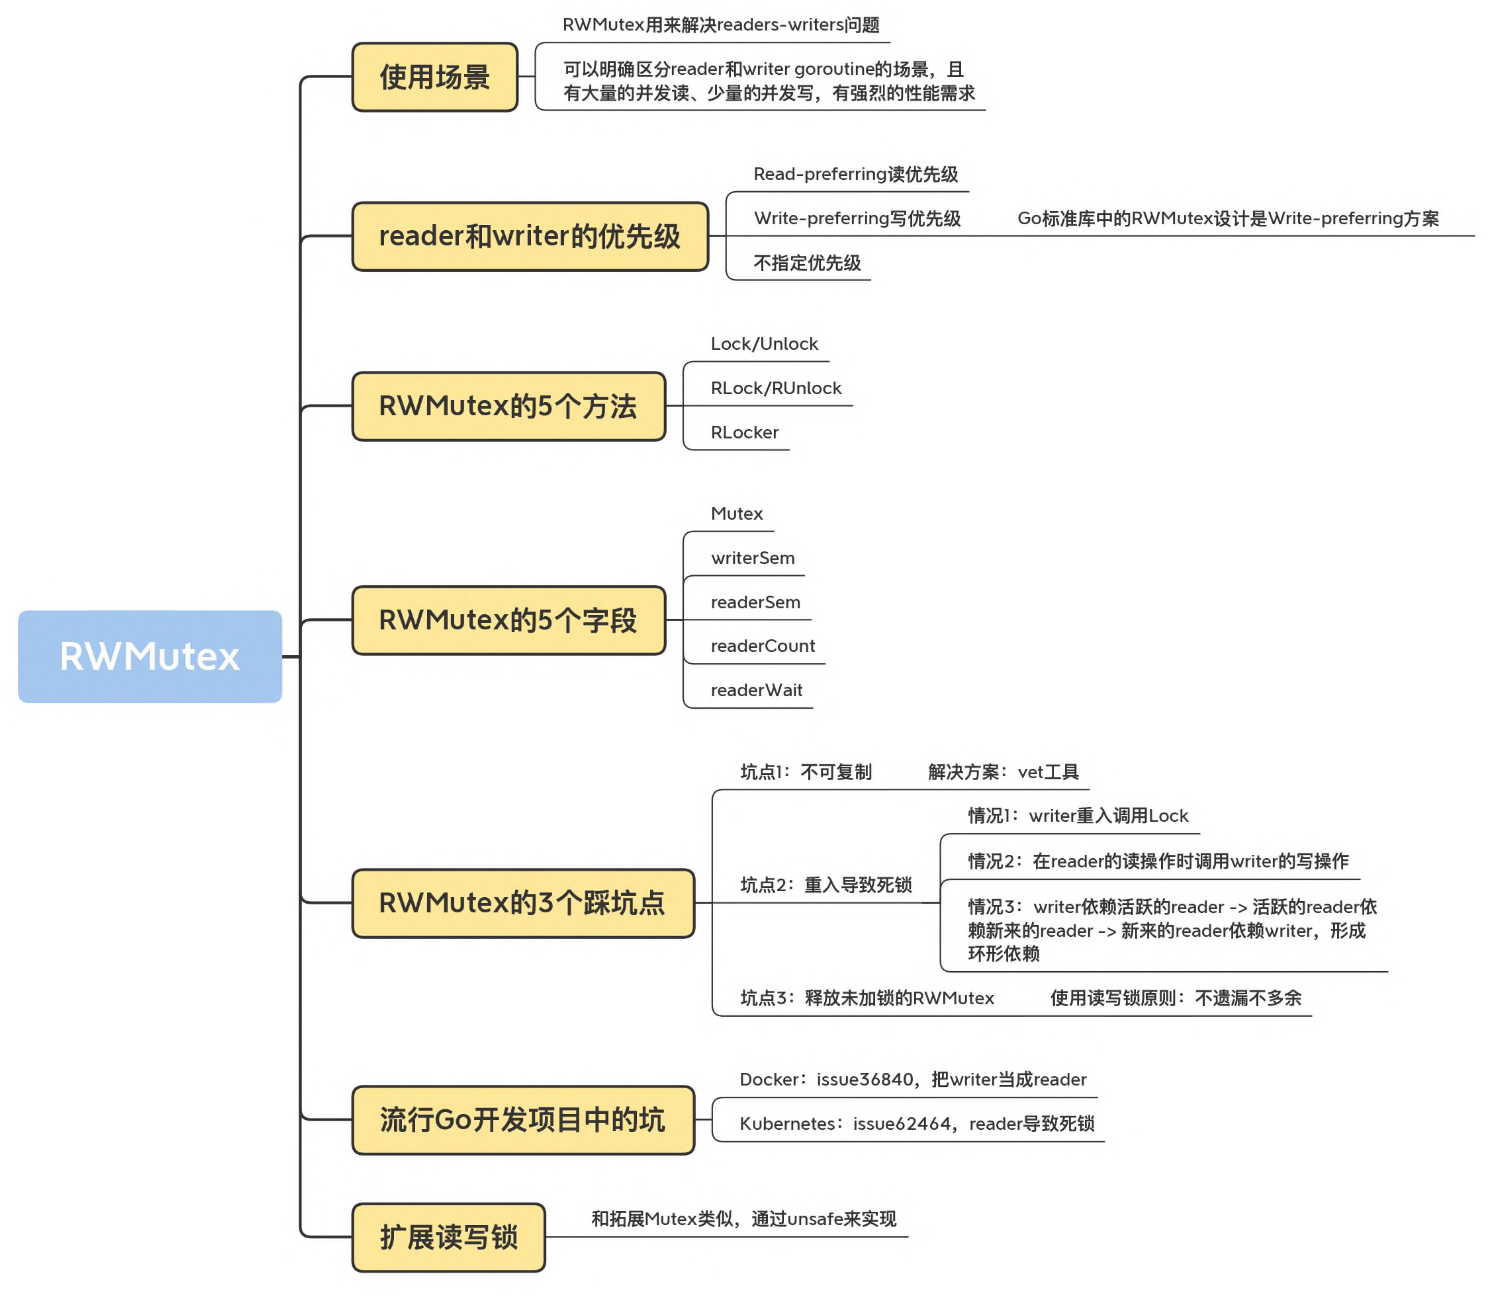 RWMutex
使用场景
RWMutex用来解决readers-writers问题
可以明确区分reader和writer goroutine的场景，且
有大量的并发读、少量的并发写，有强烈的性能需求
reader和writer的优先级
Read-preferring读优先级
Write-preferring写优先级
Go标准库中的RWMutex设计是Write-preferring方案
不指定优先级
RWMutex的5个方法
Lock/Unlock
RLock/RUnlock
RLocker
RWMutex的5个字段
Mutex
writerSem
readerSem
readerCount
readerWait
RWMutex的3个踩坑点
坑点1：不可复制
解决方案：vet工具
坑点2：重入导致死锁
情况1：writer重入调用Lock
情况2：在reader的读操作时调用writer的写操作
情况3：writer依赖活跃的reader -> 活跃的reader依
赖新来的reader -> 新来的reader依赖writer，形成
环形依赖
坑点3：释放未加锁的RWMutex
使用读写锁原则：不遗漏不多余
流行Go开发项目中的坑
Docker：issue36840，把writer当成reader
Kubernetes：issue62464，reader导致死锁
扩展读写锁
和拓展Mutex类似，通过unsafe来实现